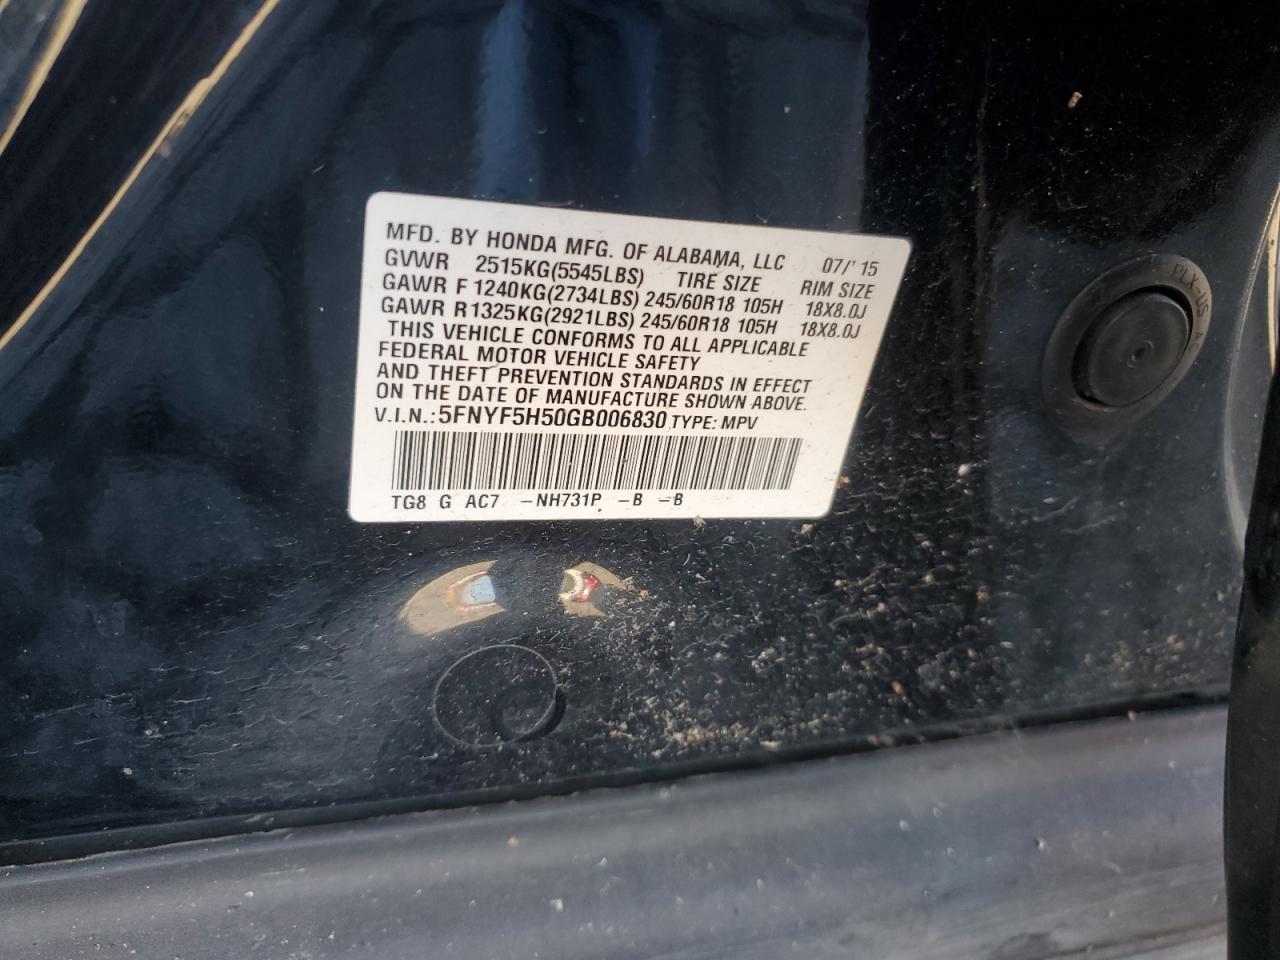 MFD. BY HONDA MFG. OF ALABAMA, LLC 07/'15
GVWR 2515KG(5545LBS) TIRE SIZE RIM SIZE
GAWR F 1240KG(2734LBS) 245/60R18 105H 18X8.0J
GAWR R 1325KG(2921LBS) 245/60R18 105H 18X8.0J
THIS VEHICLE CONFORMS TO ALL APPLICABLE
FEDERAL MOTOR VEHICLE SAFETY
AND THEFT PREVENTION STANDARDS IN EFFECT
ON THE DATE OF MANUFACTURE SHOWN ABOVE.
V.I.N.: 5FNYF5H50GB006830 TYPE: MPV
TG8 G AC7 -NH731P -B -B
PLX-US